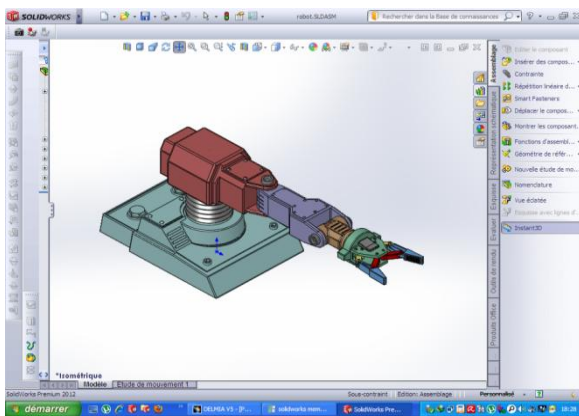 SOLIDWORKS
robot.SLDASM
Rechercher dans la Base de connaissances
Editer le composant
Insérer des compos...
Contrainte
Répétition linéaire d...
Smart Fasteners
Déplacer le compos...
Montrer les composant...
Fonctions d'assembl...
Géométrie de référ...
Nouvelle étude de mo...
Nomenclature
Vue éclatée
Esquisse avec lignes d'...
Instant3D
Assemblage
Représentation schématique
Esquisse
Evaluer
Outils de rendu
Produits Office
*Isométrique
Modèle
Etude de mouvement 1
SolidWorks Premium 2012
Sous-contraint
Edition: Assemblage
Personnalisé
démarrer
DELMIA V5 - [P...
solidworks mem...
SolidWorks Pre...
18:28